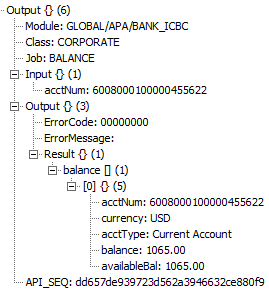 Output {} (6)
Module: GLOBAL/APA/BANK_ICBC
Class: CORPORATE
Job: BALANCE
Input {} (1)
acctNum: 6008000100000455622
Output {} (3)
ErrorCode: 00000000
ErrorMessage:
Result {} (1)
balance [] (1)
[0] {} (5)
acctNum: 6008000100000455622
currency: USD
acctType: Current Account
balance: 1065.00
availableBal: 1065.00
API_SEQ: dd657de939723d562a3946632ce880f9